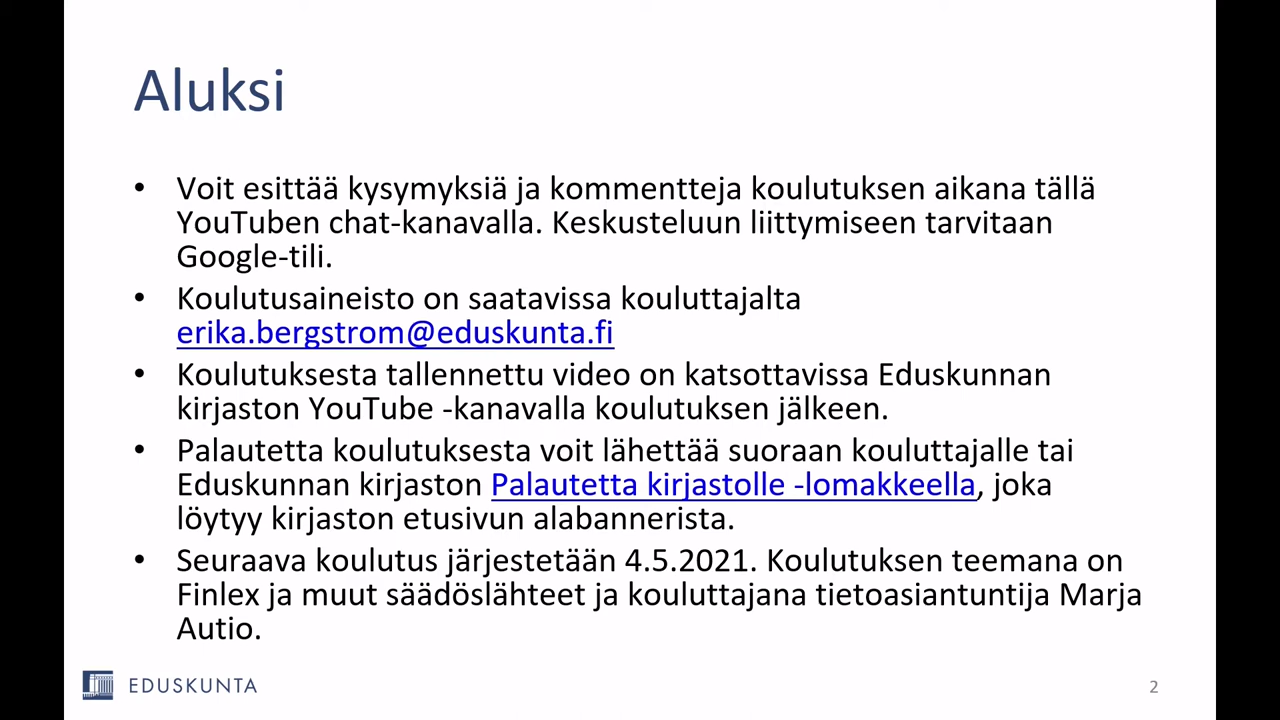 Aluksi
• Voit esittää kysymyksiä ja kommentteja koulutuksen aikana tällä
YouTuben chat-kanavalla. Keskusteluun liittymiseen tarvitaan
Google-tili.
• Koulutusaineisto on saatavissa kouluttajalta
erika.bergstrom@eduskunta.fi
• Koulutuksesta tallennettu video on katsottavissa Eduskunnan
kirjaston YouTube -kanavalla koulutuksen jälkeen.
• Palautetta koulutuksesta voit lähettää suoraan kouluttajalle tai
Eduskunnan kirjaston Palautetta kirjastolle -lomakkeella, joka
löytyy kirjaston etusivun alabannerista.
• Seuraava koulutus järjestetään 4.5.2021. Koulutuksen teemana on
Finlex ja muut säädöslähteet ja kouluttajana tietoasiantuntija Marja
Autio.
EDUSKUNTA
2